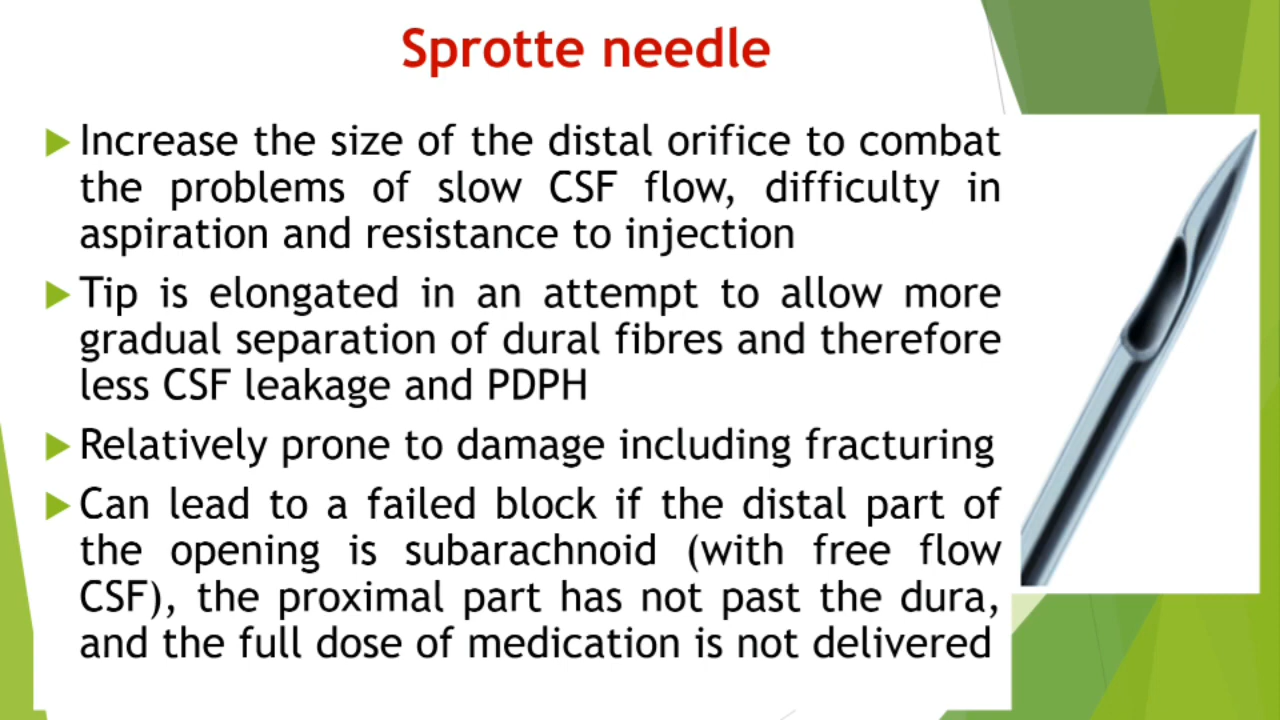 Sprotte needle
Increase the size of the distal orifice to combat
the problems of slow CSF flow, difficulty in
aspiration and resistance to injection
Tip is elongated in an attempt to allow more
gradual separation of dural fibres and therefore
less CSF leakage and PDPH
Relatively prone to damage including fracturing
Can lead to a failed block if the distal part of
the opening is subarachnoid (with free flow
CSF), the proximal part has not past the dura,
and the full dose of medication is not delivered